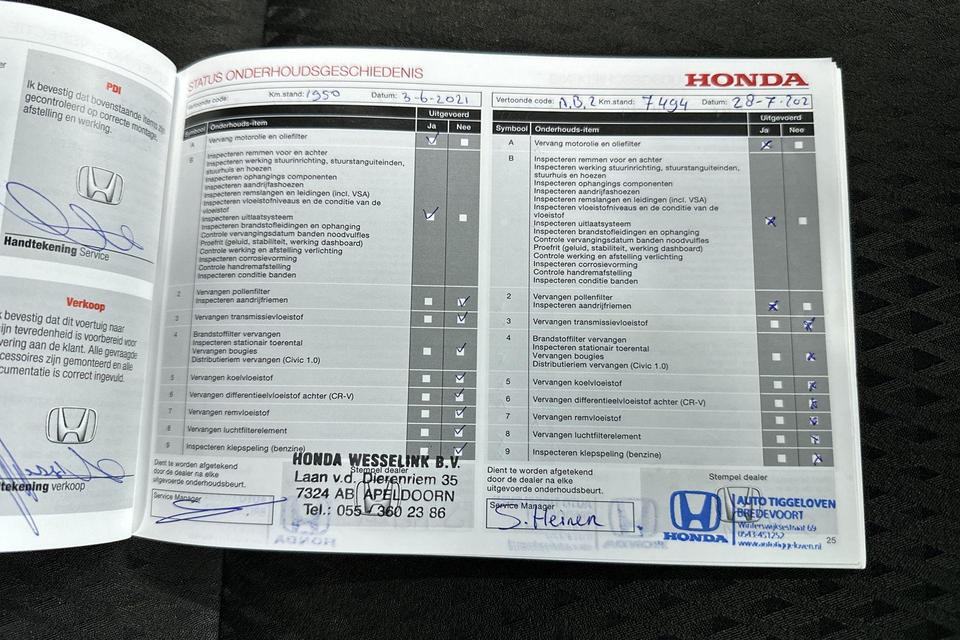 PDI
Ik bevestig dat bovenstaande items zijn
gecontroleerd op correcte montage,
afstelling en werking.
Handtekening Service
Verkoop
bevestig dat dit voertuig naar
tevredenheid is voorbereid voor
aan de klant. Alle gevraagde
zijn gemonteerd en alle
is correct ingevuld.
verkoop
STATUS ONDERHOUDSGESCHIEDENIS
Vertoonde code: Km.stand: 1950 Datum: 3-6-2021
Uitgevoerd
Symbool Onderhouds-item Ja Nee
A Vervang motorolie en oliefilter
B Inspecteren remmen voor en achter
Inspecteren werking stuurinrichting, stuurstanguiteinden,
stuurhuis en hoezen
Inspecteren ophangings componenten
Inspecteren aandrijfashoezen
Inspecteren remslangen en leidingen (incl. VSA)
Inspecteren vloeistofniveaus en de conditie van de
vloeistof
Inspecteren uitlaatsysteem
Inspecteren brandstofleidingen en ophanging
Controle vervangingsdatum banden noodvulfles
Proefrit (geluid, stabiliteit, werking dashboard)
Controle werking en afstelling verlichting
Inspecteren corrosievorming
Controle handremafstelling
Inspecteren conditie banden
2 Vervangen pollenfilter
Inspecteren aandrijfriemen
3 Vervangen transmissievloeistof
4 Brandstoffilter vervangen
Inspecteren stationair toerental
Vervangen bougies
Distributieriem vervangen (Civic 1.0)
5 Vervangen koelvloeistof
6 Vervangen differentieelvloeistof achter (CR-V)
7 Vervangen remvloeistof
8 Vervangen luchtfilterelement
9 Inspecteren klepspeling (benzine)
Dient te worden afgetekend
door de dealer na elke
uitgevoerde onderhoudsbeurt.
Stempel dealer
Service Manager
HONDA WESSELINK B.V.
Laan v.d. Dierenriem 35
7324 AB APELDOORN
Tel.: 055 - 360 23 86
HONDA
Vertoonde code: A,B,2 Km.stand: 7494 Datum: 28-7-202
Uitgevoerd
Symbool Onderhouds-item Ja Nee
A Vervang motorolie en oliefilter
B Inspecteren remmen voor en achter
Inspecteren werking stuurinrichting, stuurstanguiteinden,
stuurhuis en hoezen
Inspecteren ophangings componenten
Inspecteren aandrijfashoezen
Inspecteren remslangen en leidingen (incl. VSA)
Inspecteren vloeistofniveaus en de conditie van de
vloeistof
Inspecteren uitlaatsysteem
Inspecteren brandstofleidingen en ophanging
Controle vervangingsdatum banden noodvulfles
Proefrit (geluid, stabiliteit, werking dashboard)
Controle werking en afstelling verlichting
Inspecteren corrosievorming
Controle handremafstelling
Inspecteren conditie banden
2 Vervangen pollenfilter
Inspecteren aandrijfriemen
3 Vervangen transmissievloeistof
4 Brandstoffilter vervangen
Inspecteren stationair toerental
Vervangen bougies
Distributieriem vervangen (Civic 1.0)
5 Vervangen koelvloeistof
6 Vervangen differentieelvloeistof achter (CR-V)
7 Vervangen remvloeistof
8 Vervangen luchtfilterelement
9 Inspecteren klepspeling (benzine)
Dient te worden afgetekend
door de dealer na elke
uitgevoerde onderhoudsbeurt.
Stempel dealer
Service Manager
S. Heinen
HONDA
AUTO TIGGELOVEN
BREDEVOORT
Winterswijksestraat 69
0543-451252
www.autotiggeloven.nl
25